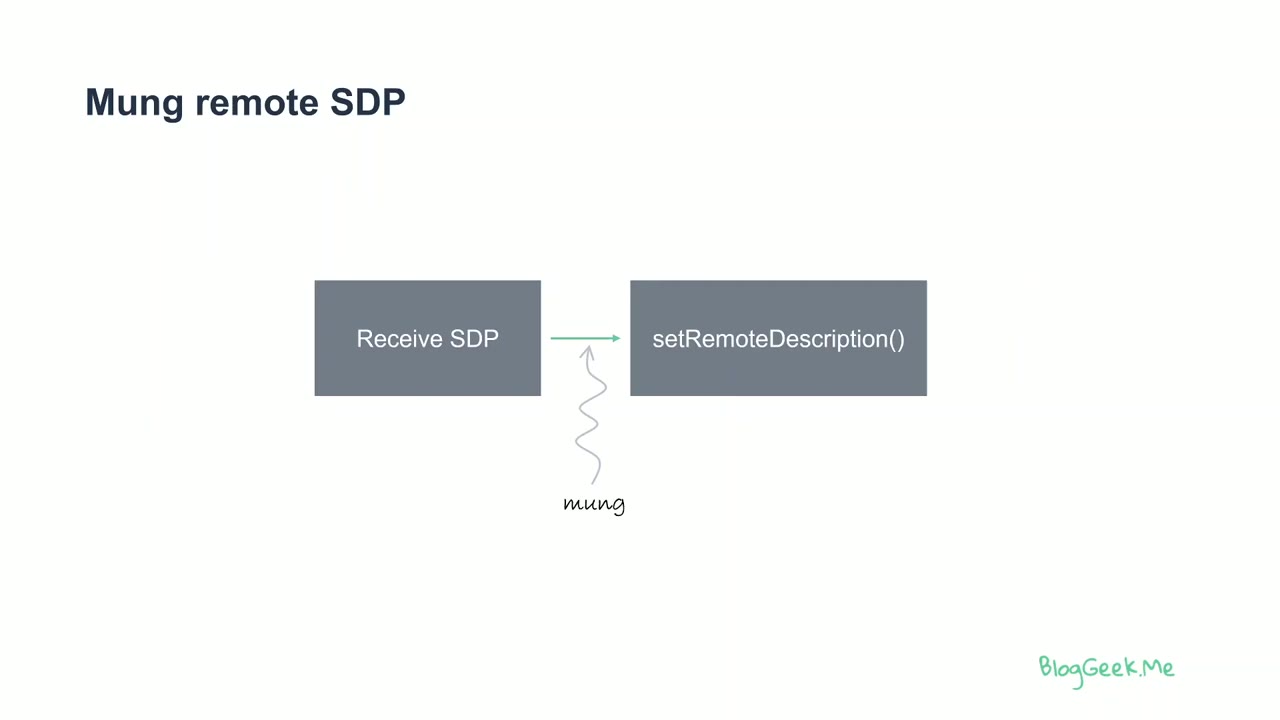 Mung remote SDP
Receive SDP
setRemoteDescription()
mung
BlogGeek.Me